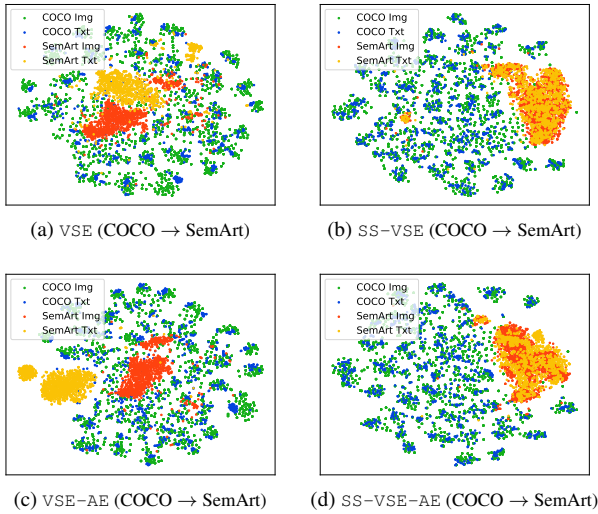 COCO Img
COCO Txt
SemArt Img
SemArt Txt
COCO Img
COCO Txt
SemArt Img
SemArt Txt
(a) VSE (COCO → SemArt)
(b) SS-VSE (COCO → SemArt)
COCO Img
COCO Txt
SemArt Img
SemArt Txt
COCO Img
COCO Txt
SemArt Img
SemArt Txt
(c) VSE-AE (COCO → SemArt)
(d) SS-VSE-AE (COCO → SemArt)